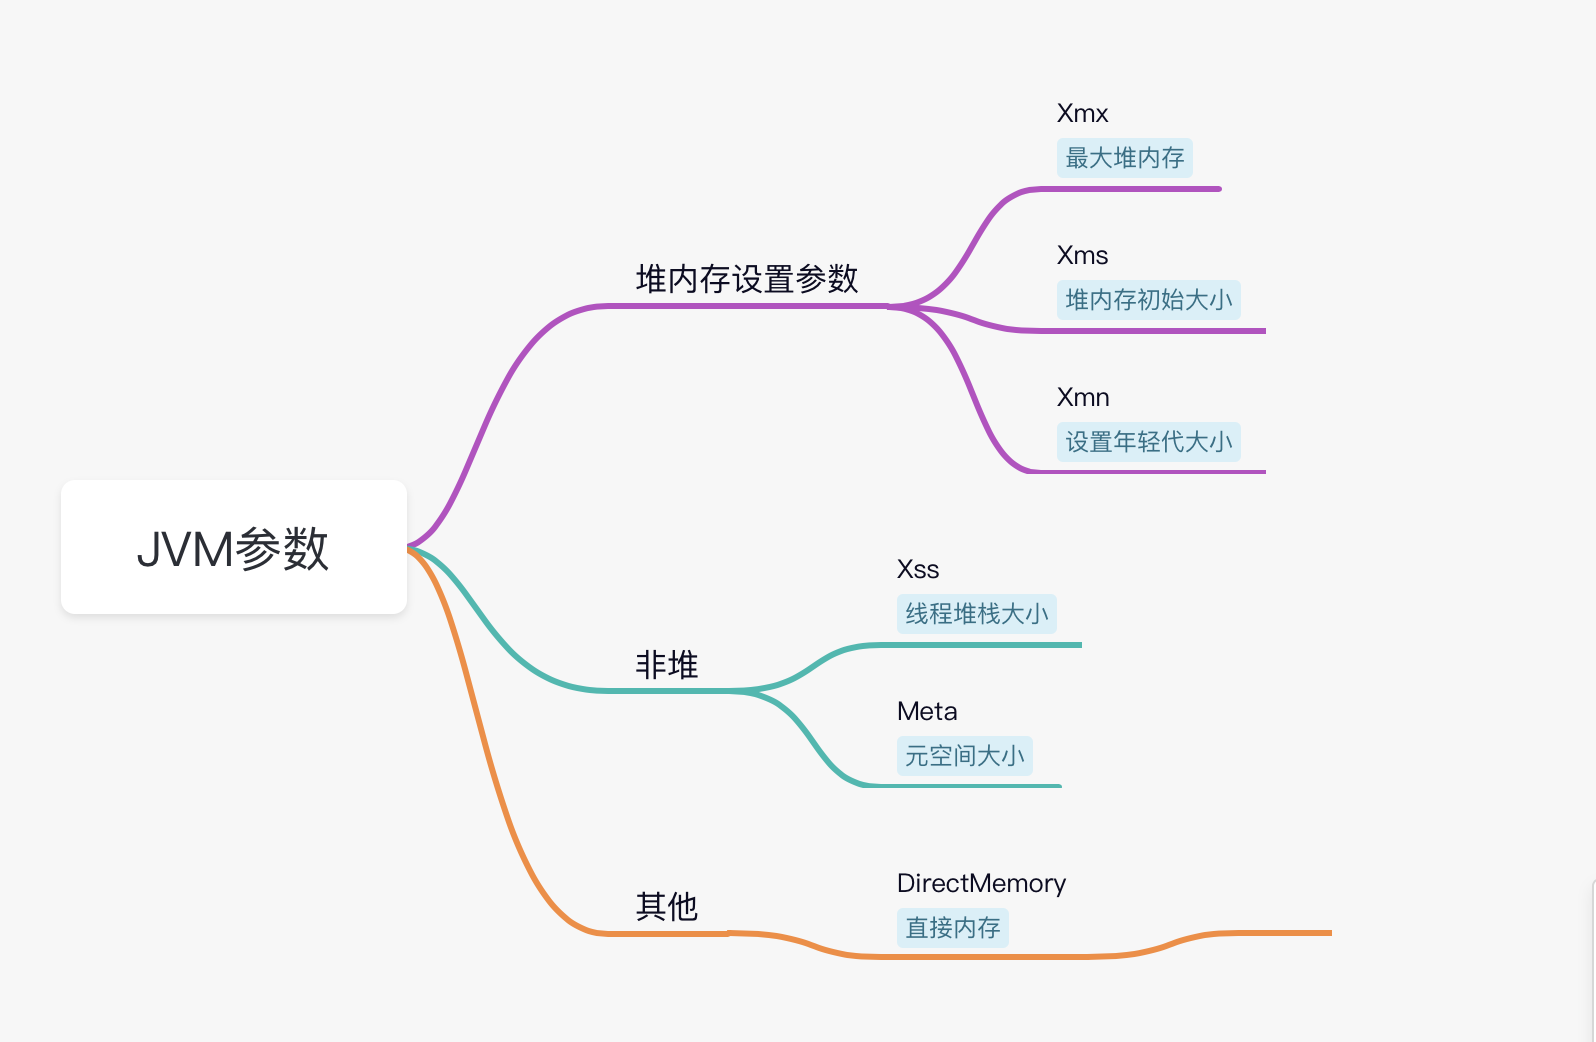 JVM参数
堆内存设置参数
Xmx
最大堆内存
Xms
堆内存初始大小
Xmn
设置年轻代大小
非堆
Xss
线程堆栈大小
Meta
元空间大小
其他
DirectMemory
直接内存